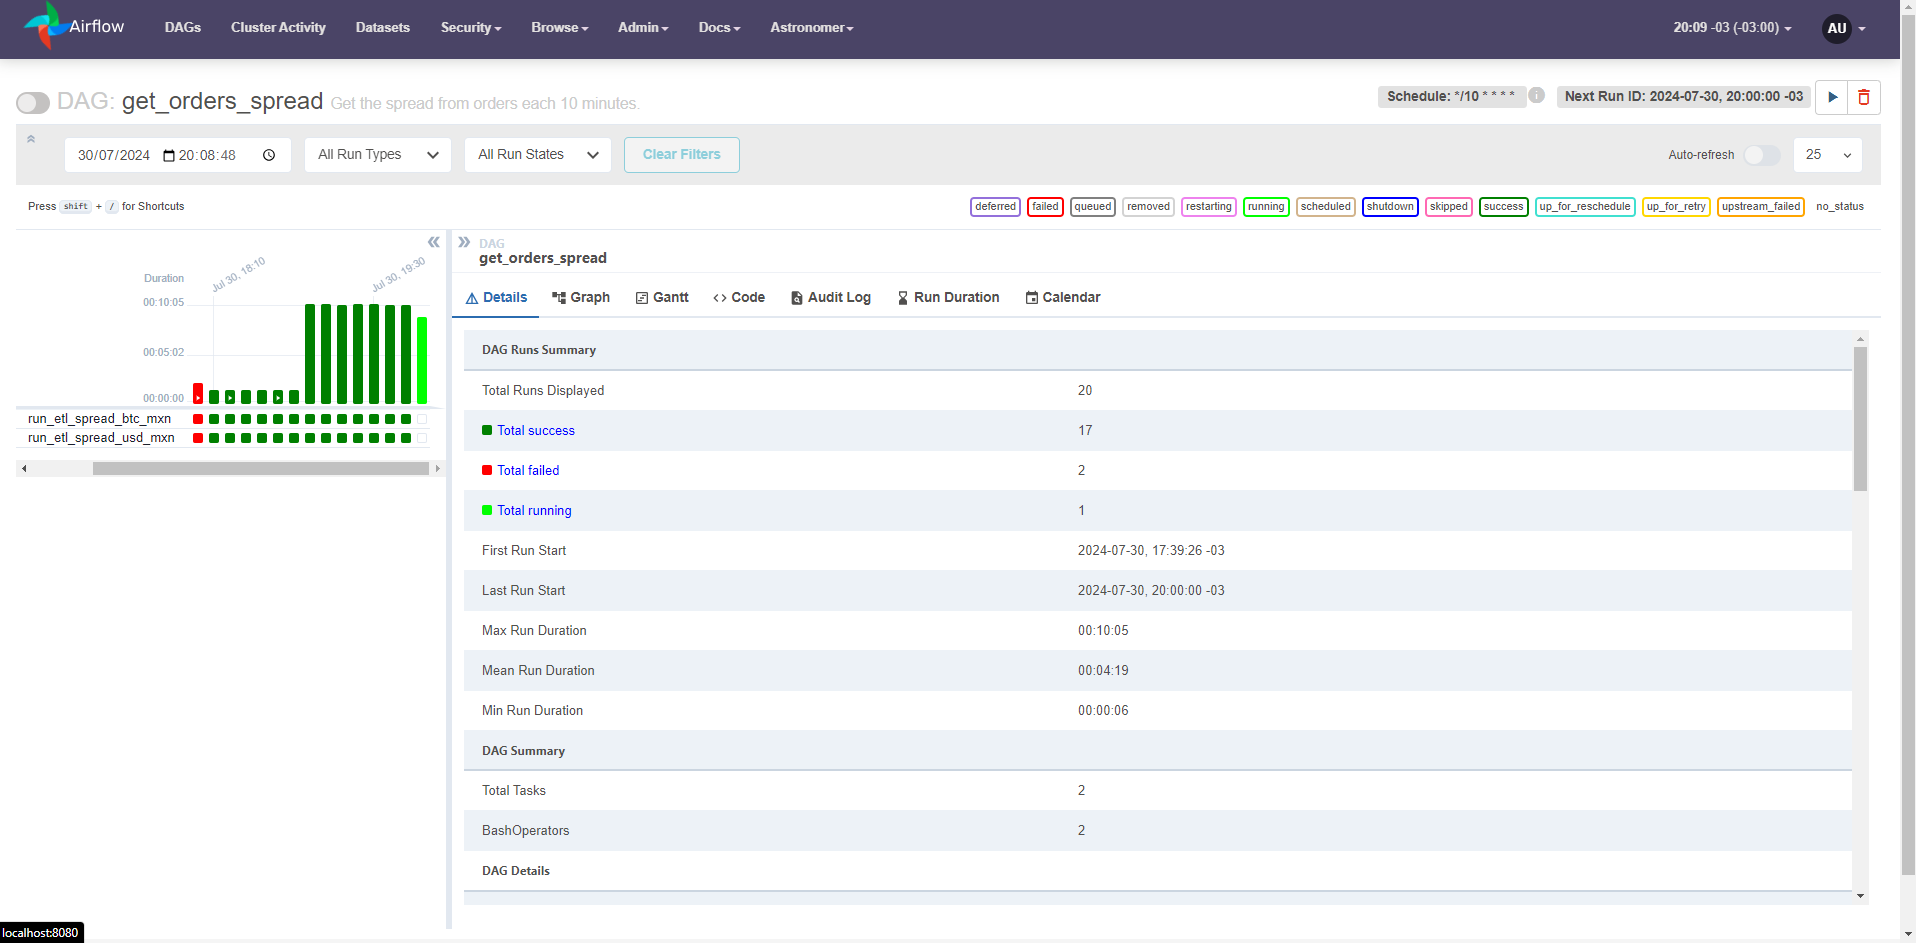 Airflow DAGs Cluster Activity Datasets Security Browse Admin Docs Astronomer 20:09 -03 (-03:00) AU
DAG: get_orders_spread Get the spread from orders each 10 minutes. Schedule: */10 * * * * i Next Run ID: 2024-07-30, 20:00:00 -03
30/07/2024 20:08:48 All Run Types All Run States Clear Filters Auto-refresh 25
Press shift + / for Shortcuts deferred failed queued removed restarting running scheduled shutdown skipped success up_for_reschedule up_for_retry upstream_failed no_status
Duration
00:10:05
00:05:02
00:00:00
Jul 30, 18:10
Jul 30, 19:30
run_etl_spread_btc_mxn
run_etl_spread_usd_mxn
DAG
get_orders_spread
Details Graph Gantt <> Code Audit Log Run Duration Calendar
DAG Runs Summary
Total Runs Displayed 20
Total success 17
Total failed 2
Total running 1
First Run Start 2024-07-30, 17:39:26 -03
Last Run Start 2024-07-30, 20:00:00 -03
Max Run Duration 00:10:05
Mean Run Duration 00:04:19
Min Run Duration 00:00:06
DAG Summary
Total Tasks 2
BashOperators 2
DAG Details
localhost:8080